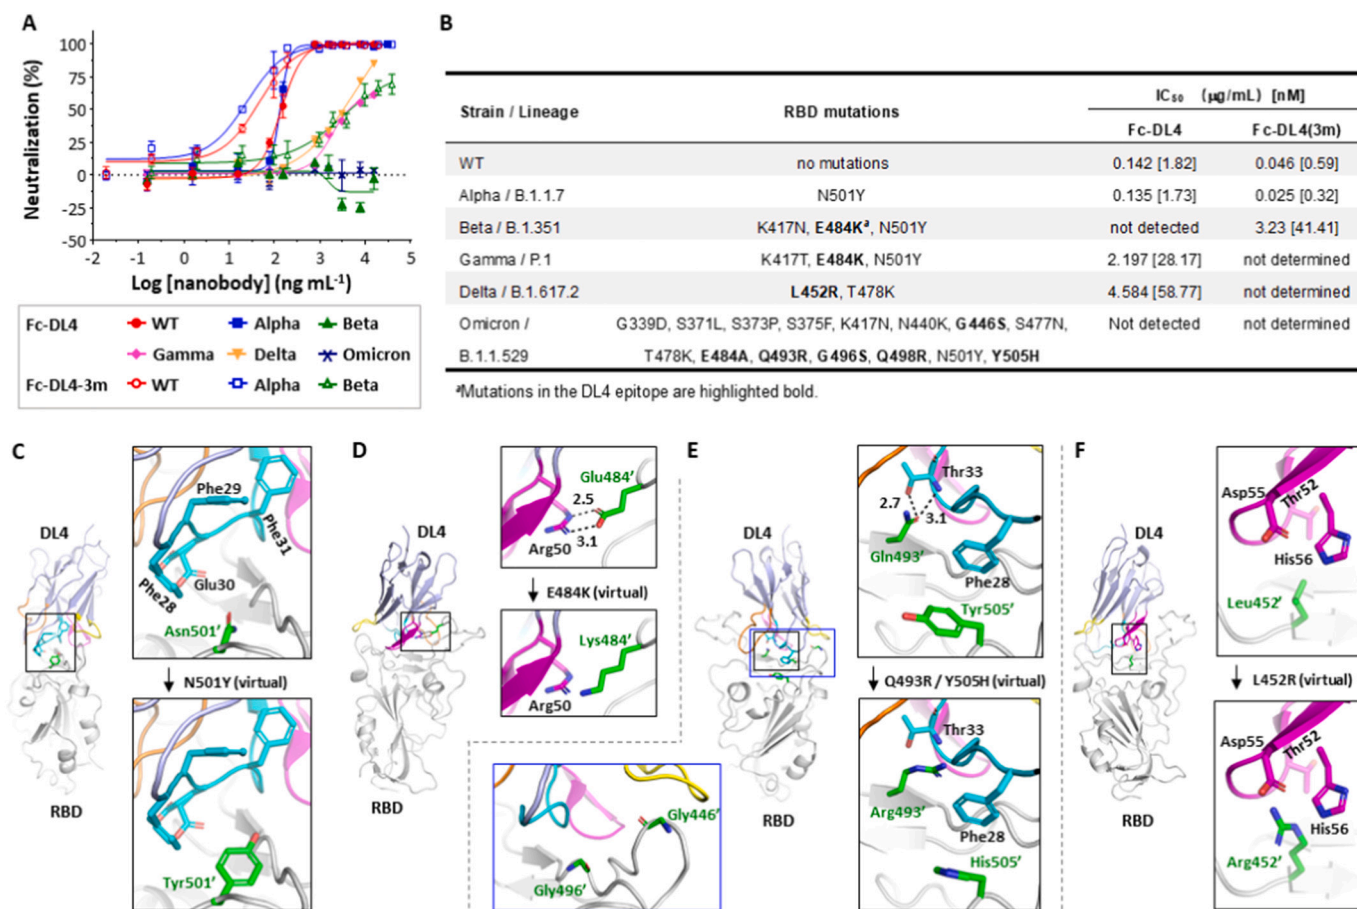 A
B
Neutralization (%)
100
75
50
25
0
-25
-50
-2 -1 0 1 2 3 4 5
Log [nanobody] (ng mL⁻¹)
Fc-DL4 WT Alpha Beta
Gamma Delta Omicron
Fc-DL4-3m WT Alpha Beta
Strain / Lineage RBD mutations IC₅₀ (µg/mL) [nM]
Fc-DL4 Fc-DL4(3m)
WT no mutations 0.142 [1.82] 0.046 [0.59]
Alpha / B.1.1.7 N501Y 0.135 [1.73] 0.025 [0.32]
Beta / B.1.351 K417N, E484Kᵃ, N501Y not detected 3.23 [41.41]
Gamma / P.1 K417T, E484K, N501Y 2.197 [28.17] not determined
Delta / B.1.617.2 L452R, T478K 4.584 [58.77] not determined
Omicron / G339D, S371L, S373P, S375F, K417N, N440K, G446S, S477N, Not detected not determined
B.1.1.529 T478K, E484A, Q493R, G496S, Q498R, N501Y, Y505H
ᵃMutations in the DL4 epitope are highlighted bold.
C
DL4
RBD
Phe29
Phe31
Glu30
Phe28
Asn501'
N501Y (virtual)
Tyr501'
D
DL4
RBD
Glu484'
2.5
3.1
Arg50
E484K (virtual)
Lys484'
Arg50
E
DL4
RBD
Gly446'
Gly496'
Thr33
2.7
3.1
Gln493'
Phe28
Tyr505'
Q493R / Y505H (virtual)
Thr33
Arg493'
Phe28
His505'
F
DL4
RBD
Asp55
Thr52
His56
Leu452'
L452R (virtual)
Asp55
Thr52
His56
Arg452'